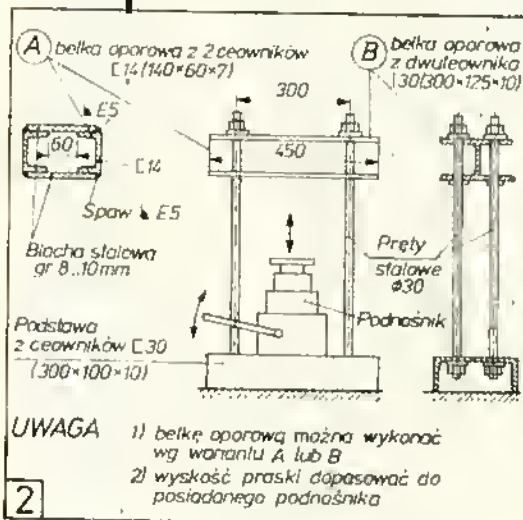 A belka oporowa z 2 ceowników
[14(140×60×7)
B belka oporowa
z dwuteownika
I30(300×125×10)
E5
300
60
450
[14
Spaw E5
Blacha stalowa
gr 8..10mm
Pręty
stalowe
ø30
Podnośnik
Podstawa
z ceowników [30
(300×100×10)
UWAGA
1) belkę oporową można wykonać
wg wariantu A lub B
2) wyskość praski dopasować do
posiadanego podnośnika
2